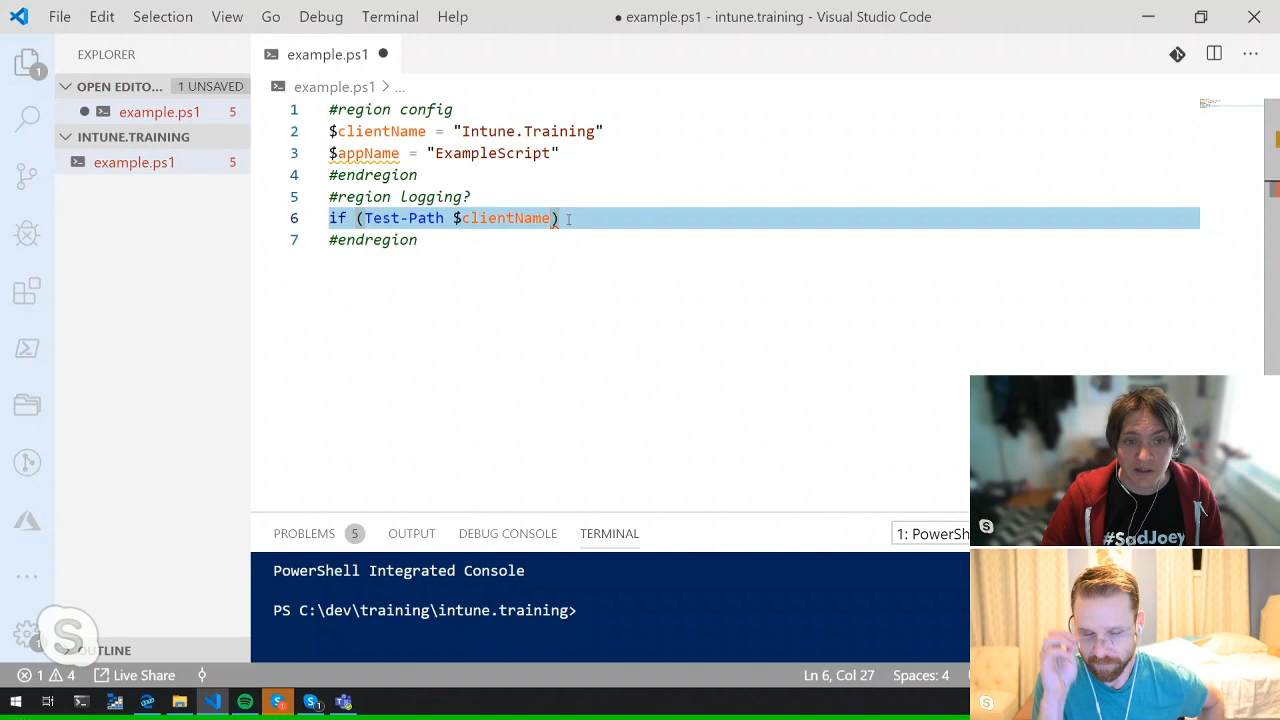 File Edit Selection View Go Debug Terminal Help
● example.ps1 - intune.training - Visual Studio Code
EXPLORER
OPEN EDITO... 1 UNSAVED
example.ps1 5
INTUNE.TRAINING
example.ps1 5
OUTLINE
1
1
example.ps1
example.ps1 > ...
1 #region config
2 $clientName = "Intune.Training"
3 $appName = "ExampleScript"
4 #endregion
5 #region logging?
6 if (Test-Path $clientName)
7 #endregion
PROBLEMS 5 OUTPUT DEBUG CONSOLE TERMINAL
1: PowerSh
PowerShell Integrated Console
PS C:\dev\training\intune.training>
#SadJoey
1 4 Live Share
Ln 6, Col 27 Spaces: 4